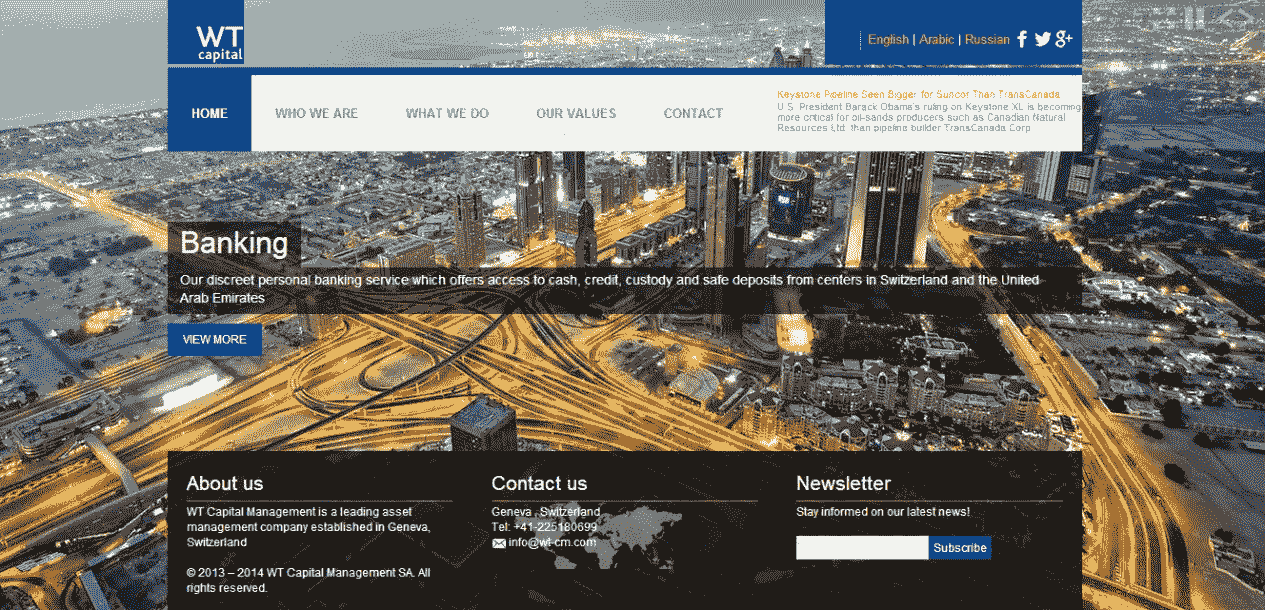 WT
capital
English | Arabic | Russian
HOME
WHO WE ARE
WHAT WE DO
OUR VALUES
CONTACT
Keystone Pipeline Seen Bigger for Suncor Than TransCanada
U.S. President Barack Obama's ruling on Keystone XL is becoming
more critical for oil-sands producers such as Canadian Natural
Resources Ltd. than pipeline builder TransCanada Corp
Banking
Our discreet personal banking service which offers access to cash, credit, custody and safe deposits from centers in Switzerland and the United
Arab Emirates
VIEW MORE
About us
WT Capital Management is a leading asset
management company established in Geneva,
Switzerland
© 2013 – 2014 WT Capital Management SA. All
rights reserved.
Contact us
Geneva , Switzerland
Tel: +41-225180699
info@wt-cm.com
Newsletter
Stay informed on our latest news!
Subscribe